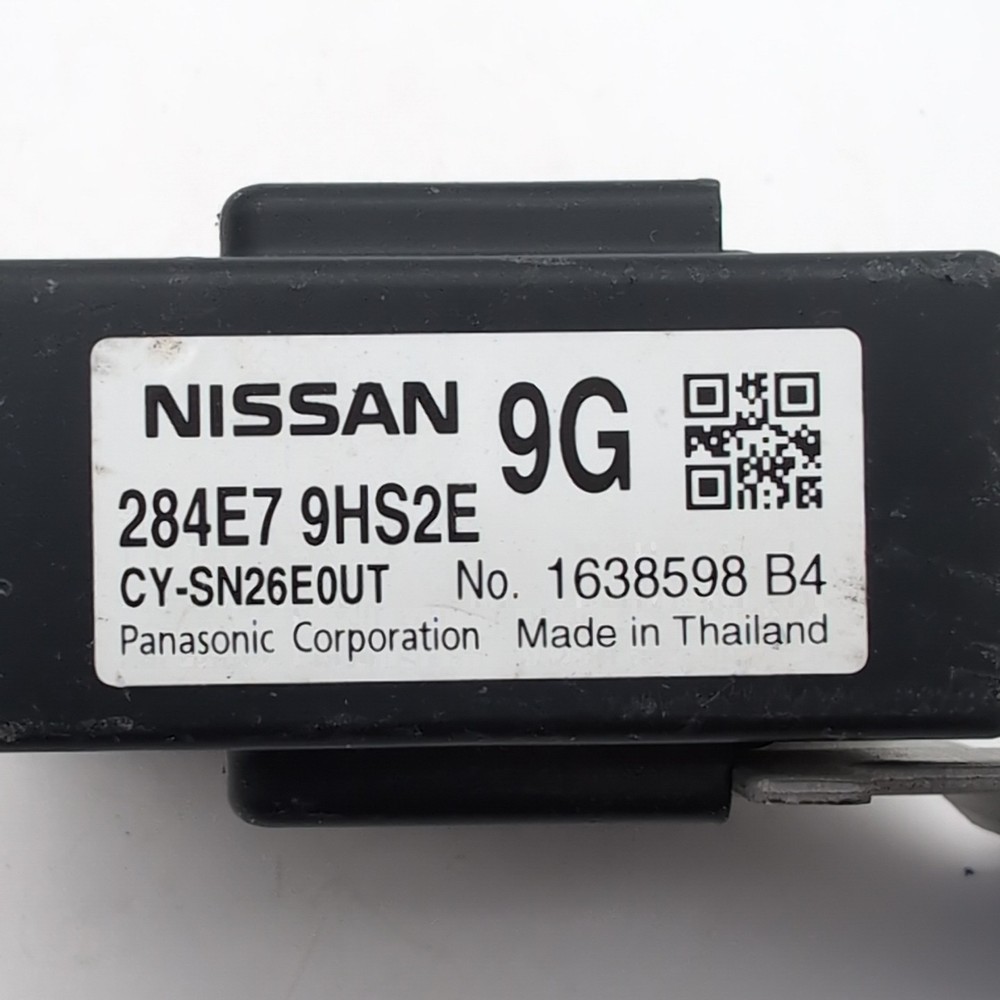 NISSAN 9G
284E7 9HS2E
CY-SN26E0UT No. 1638598 B4
Panasonic Corporation Made in Thailand